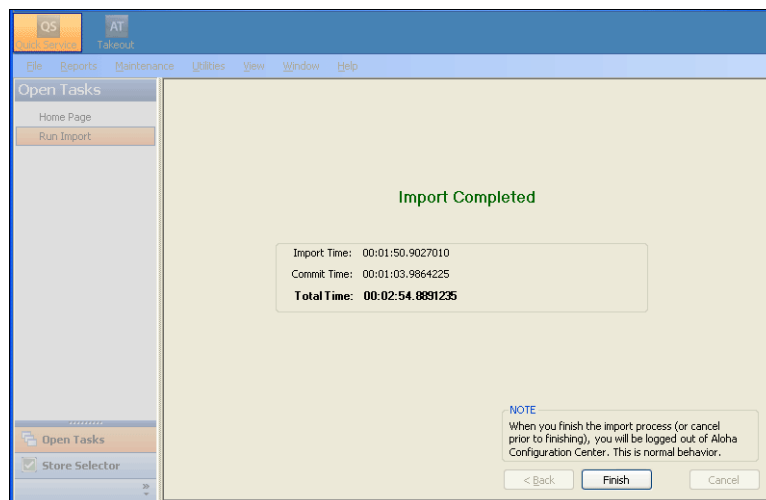 QS AT
Quick Service Takeout
File Reports Maintenance Utilities View Window Help
Open Tasks
Home Page
Run Import
Import Completed
Import Time: 00:01:50.9027010
Commit Time: 00:01:03.9864225
Total Time: 00:02:54.8891235
NOTE
When you finish the import process (or cancel
prior to finishing), you will be logged out of Aloha
Configuration Center. This is normal behavior.
Open Tasks
Store Selector
< Back Finish Cancel